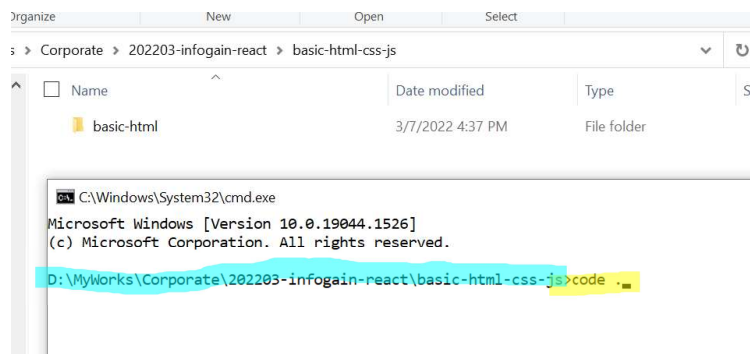 Organize New Open Select
s > Corporate > 202203-infogain-react > basic-html-css-js
Name Date modified Type S
basic-html 3/7/2022 4:37 PM File folder
C:\Windows\System32\cmd.exe
Microsoft Windows [Version 10.0.19044.1526]
(c) Microsoft Corporation. All rights reserved.
D:\MyWorks\Corporate\202203-infogain-react\basic-html-css-js>code .